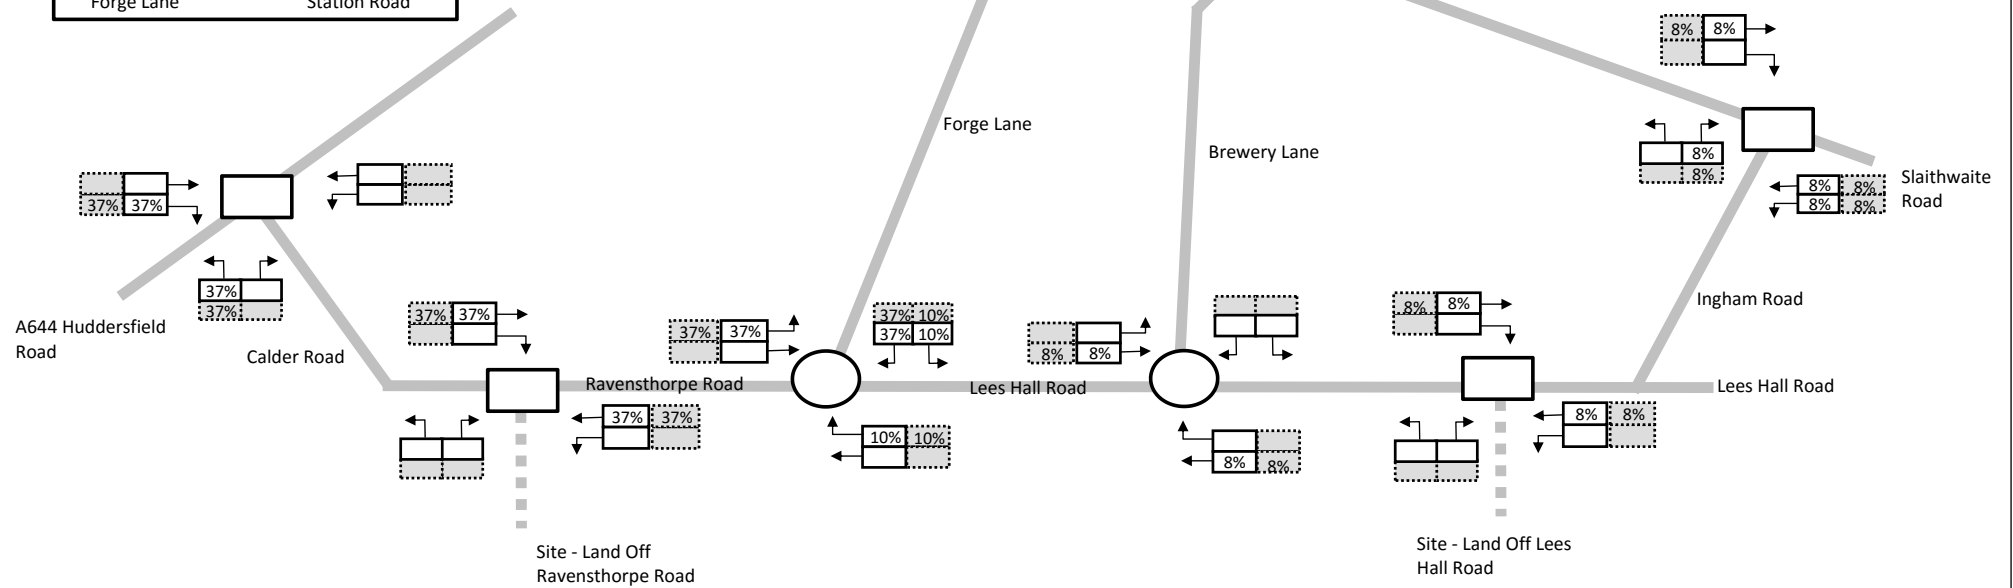 Forge Lane Station Road
8% 8%
Forge Lane
Brewery Lane
8%
8%
Slaithwaite
Road
8% 8%
8% 8%
37% 37%
37%
37%
A644 Huddersfield
Road
Calder Road
37% 37%
37% 37%
37% 10%
37% 10%
8% 8%
8% 8%
Ingham Road
Ravensthorpe Road
Lees Hall Road
Lees Hall Road
37% 37%
10% 10%
8% 8%
8% 8%
Site - Land Off
Ravensthorpe Road
Site - Land Off Lees
Hall Road